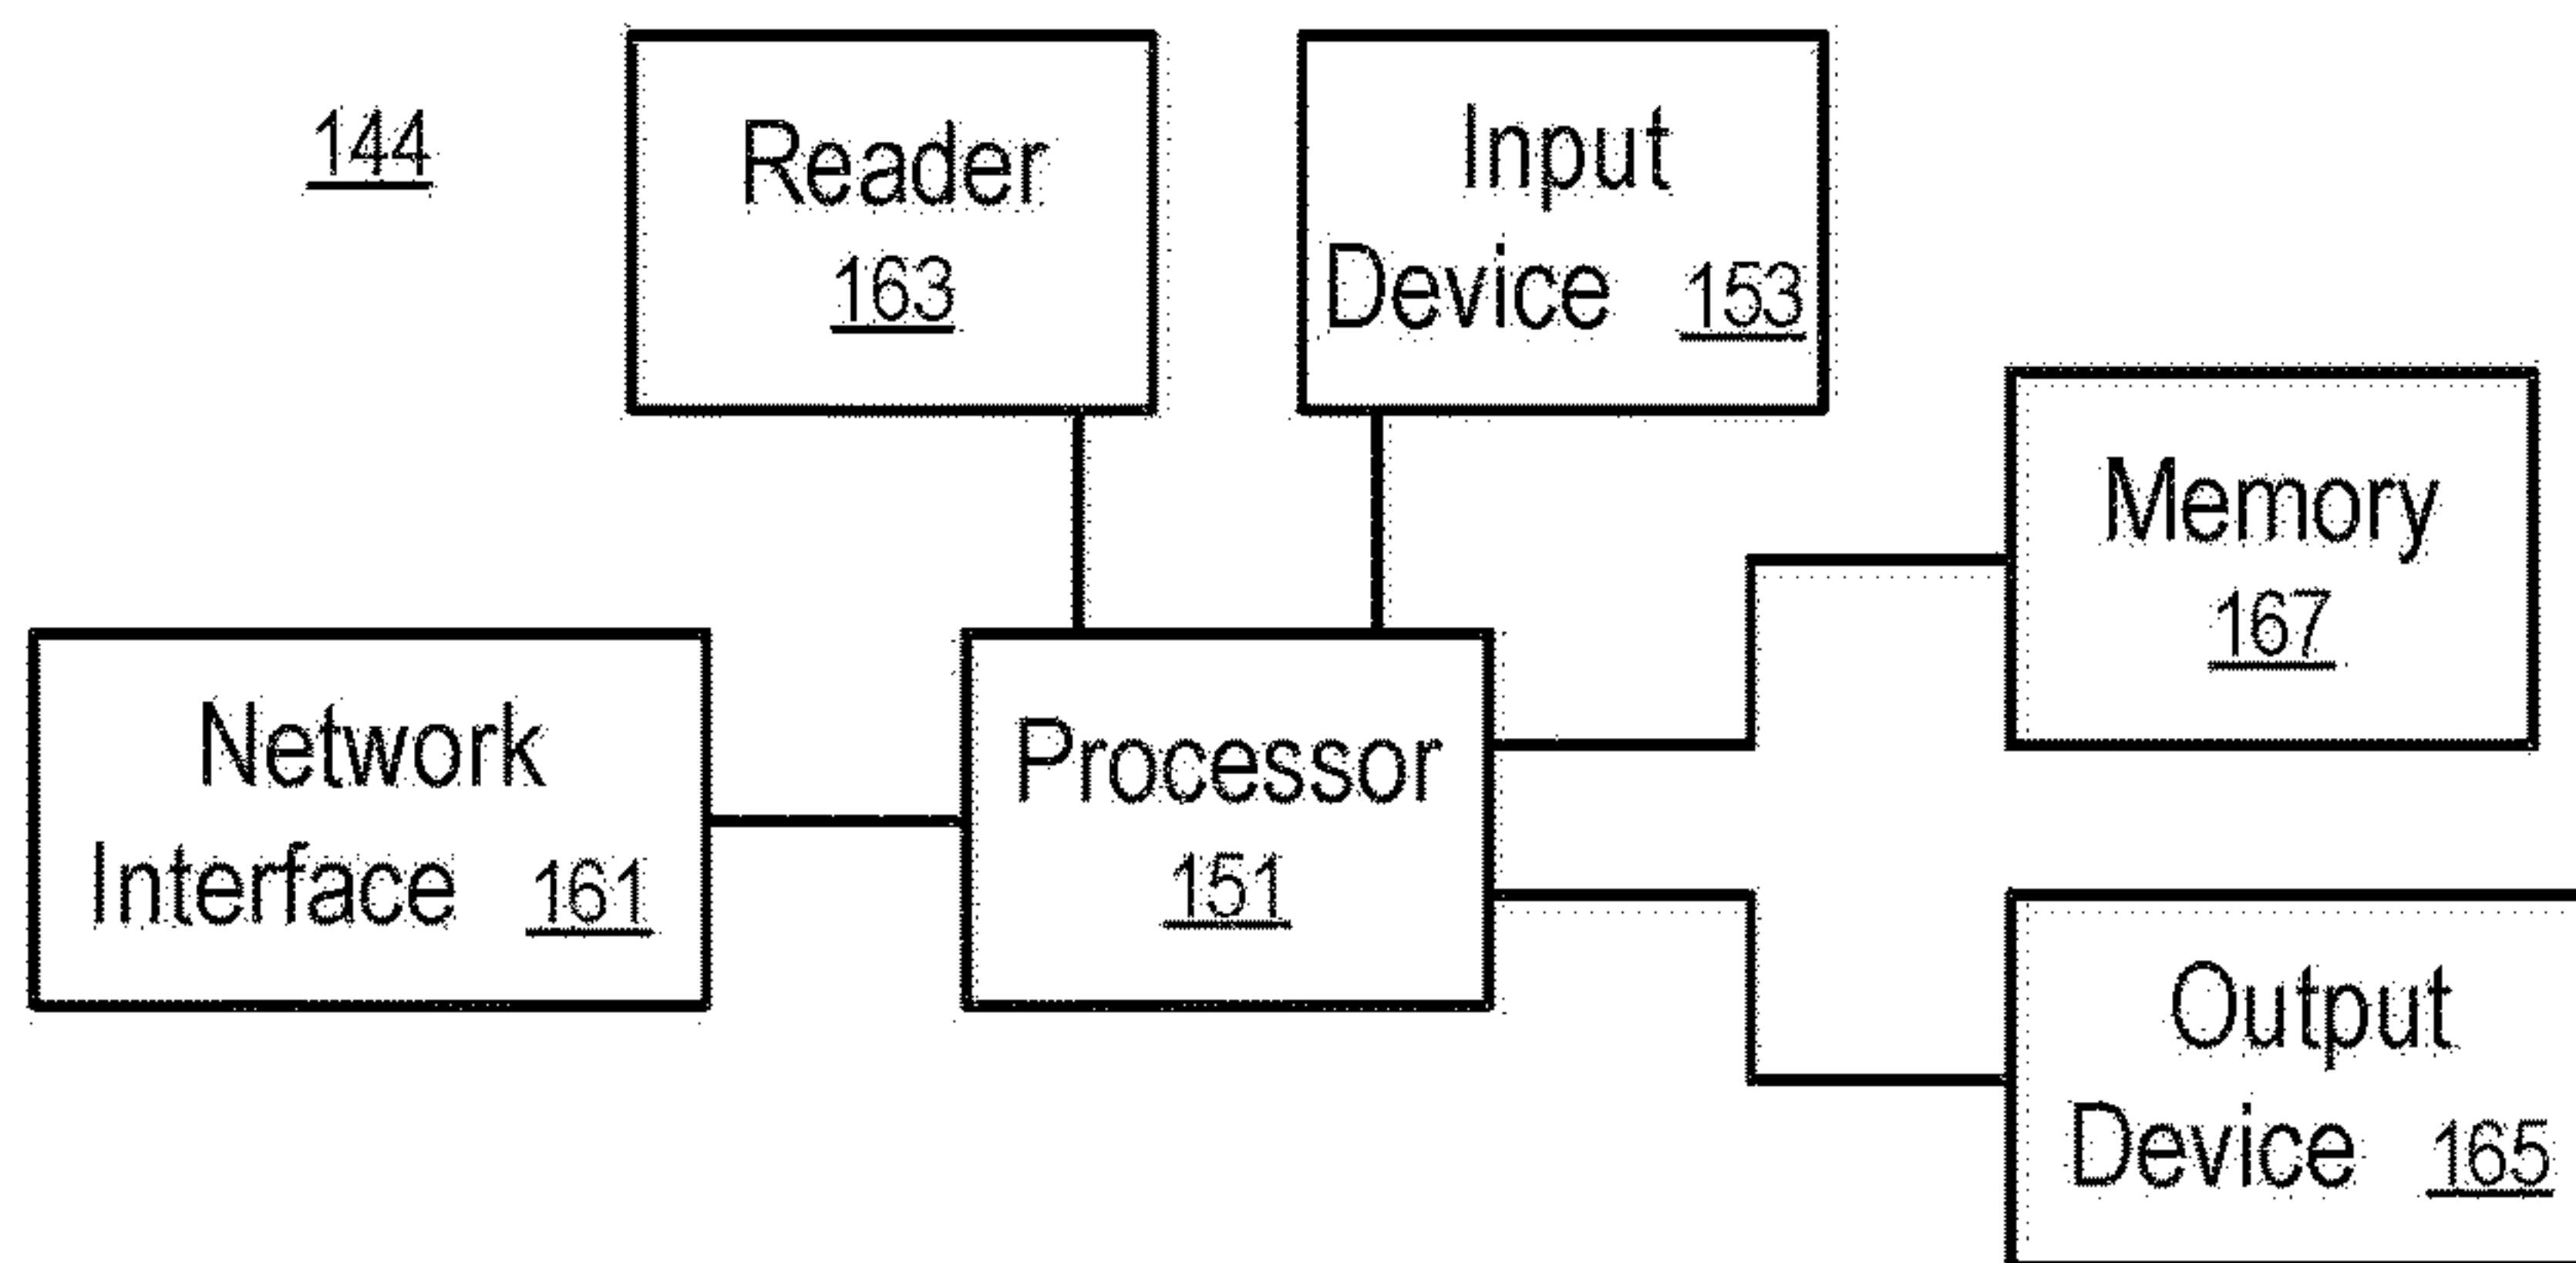 144
Reader
163
Input
Device 153
Memory
167
Network
Interface 161
Processor
151
Output
Device 165